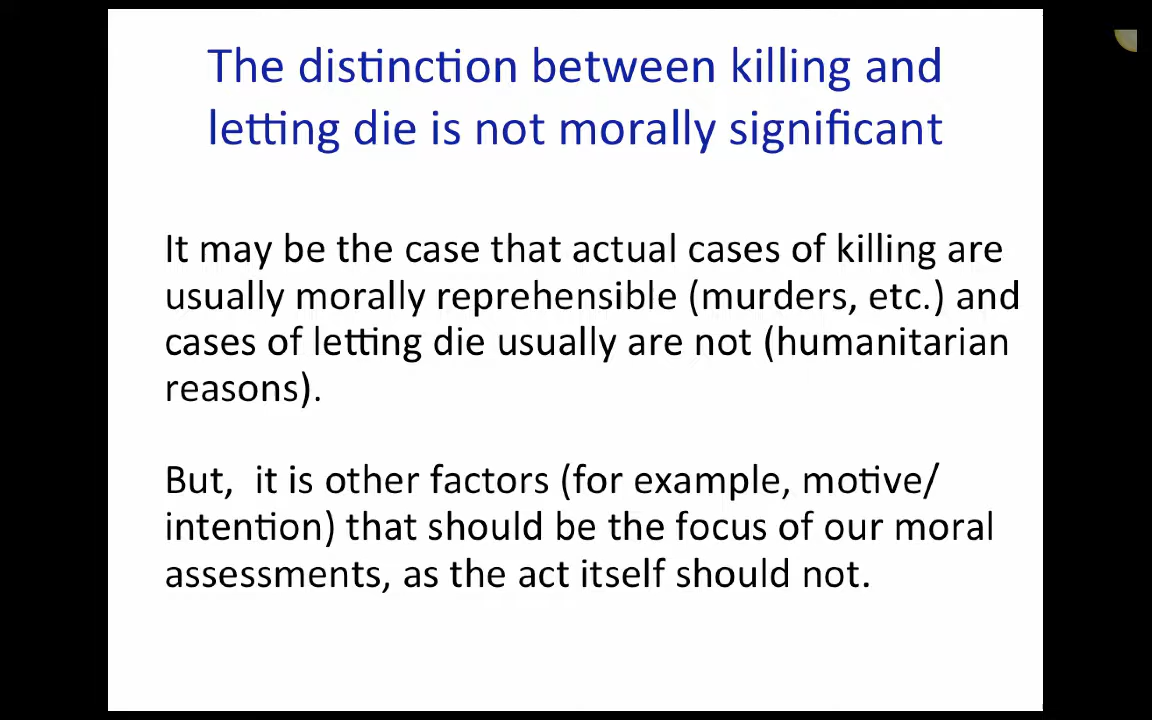 The distinction between killing and
letting die is not morally significant
It may be the case that actual cases of killing are
usually morally reprehensible (murders, etc.) and
cases of letting die usually are not (humanitarian
reasons).
But,  it is other factors (for example, motive/
intention) that should be the focus of our moral
assessments, as the act itself should not.